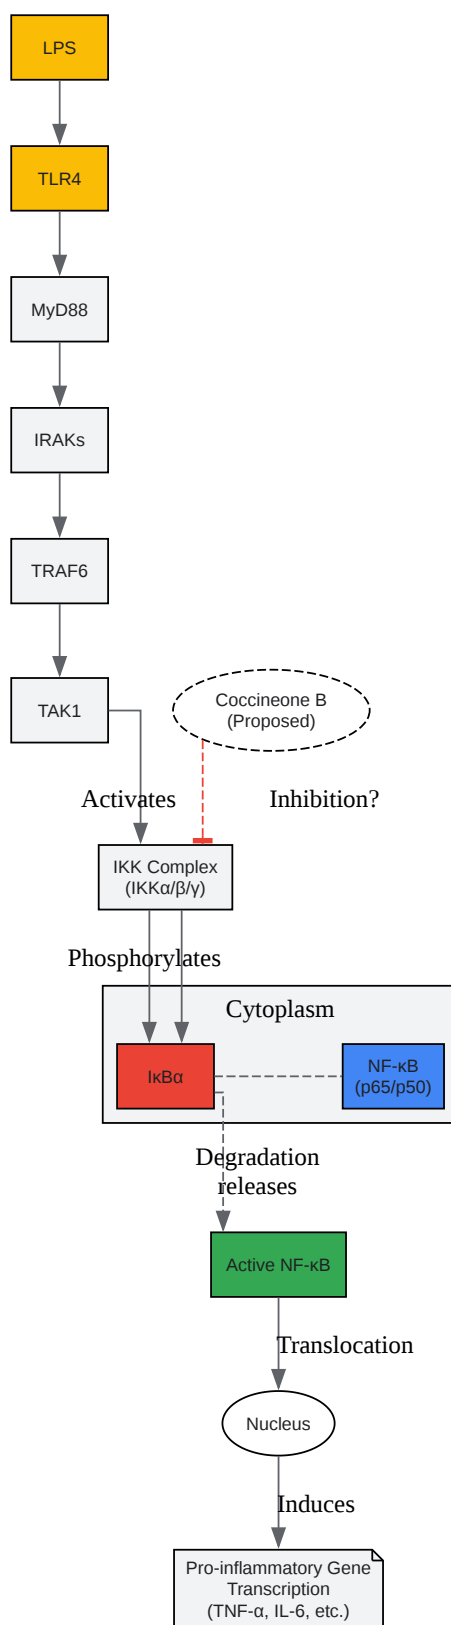 LPS
TLR4
MyD88
IRAKs
TRAF6
TAK1
Coccineone B
(Proposed)
Activates
Inhibition?
IKK Complex
(IKKα/β/γ)
Phosphorylates
Cytoplasm
IκBα
NF-κB
(p65/p50)
Degradation
releases
Active NF-κB
Translocation
Nucleus
Induces
Pro-inflammatory Gene
Transcription
(TNF-α, IL-6, etc.)